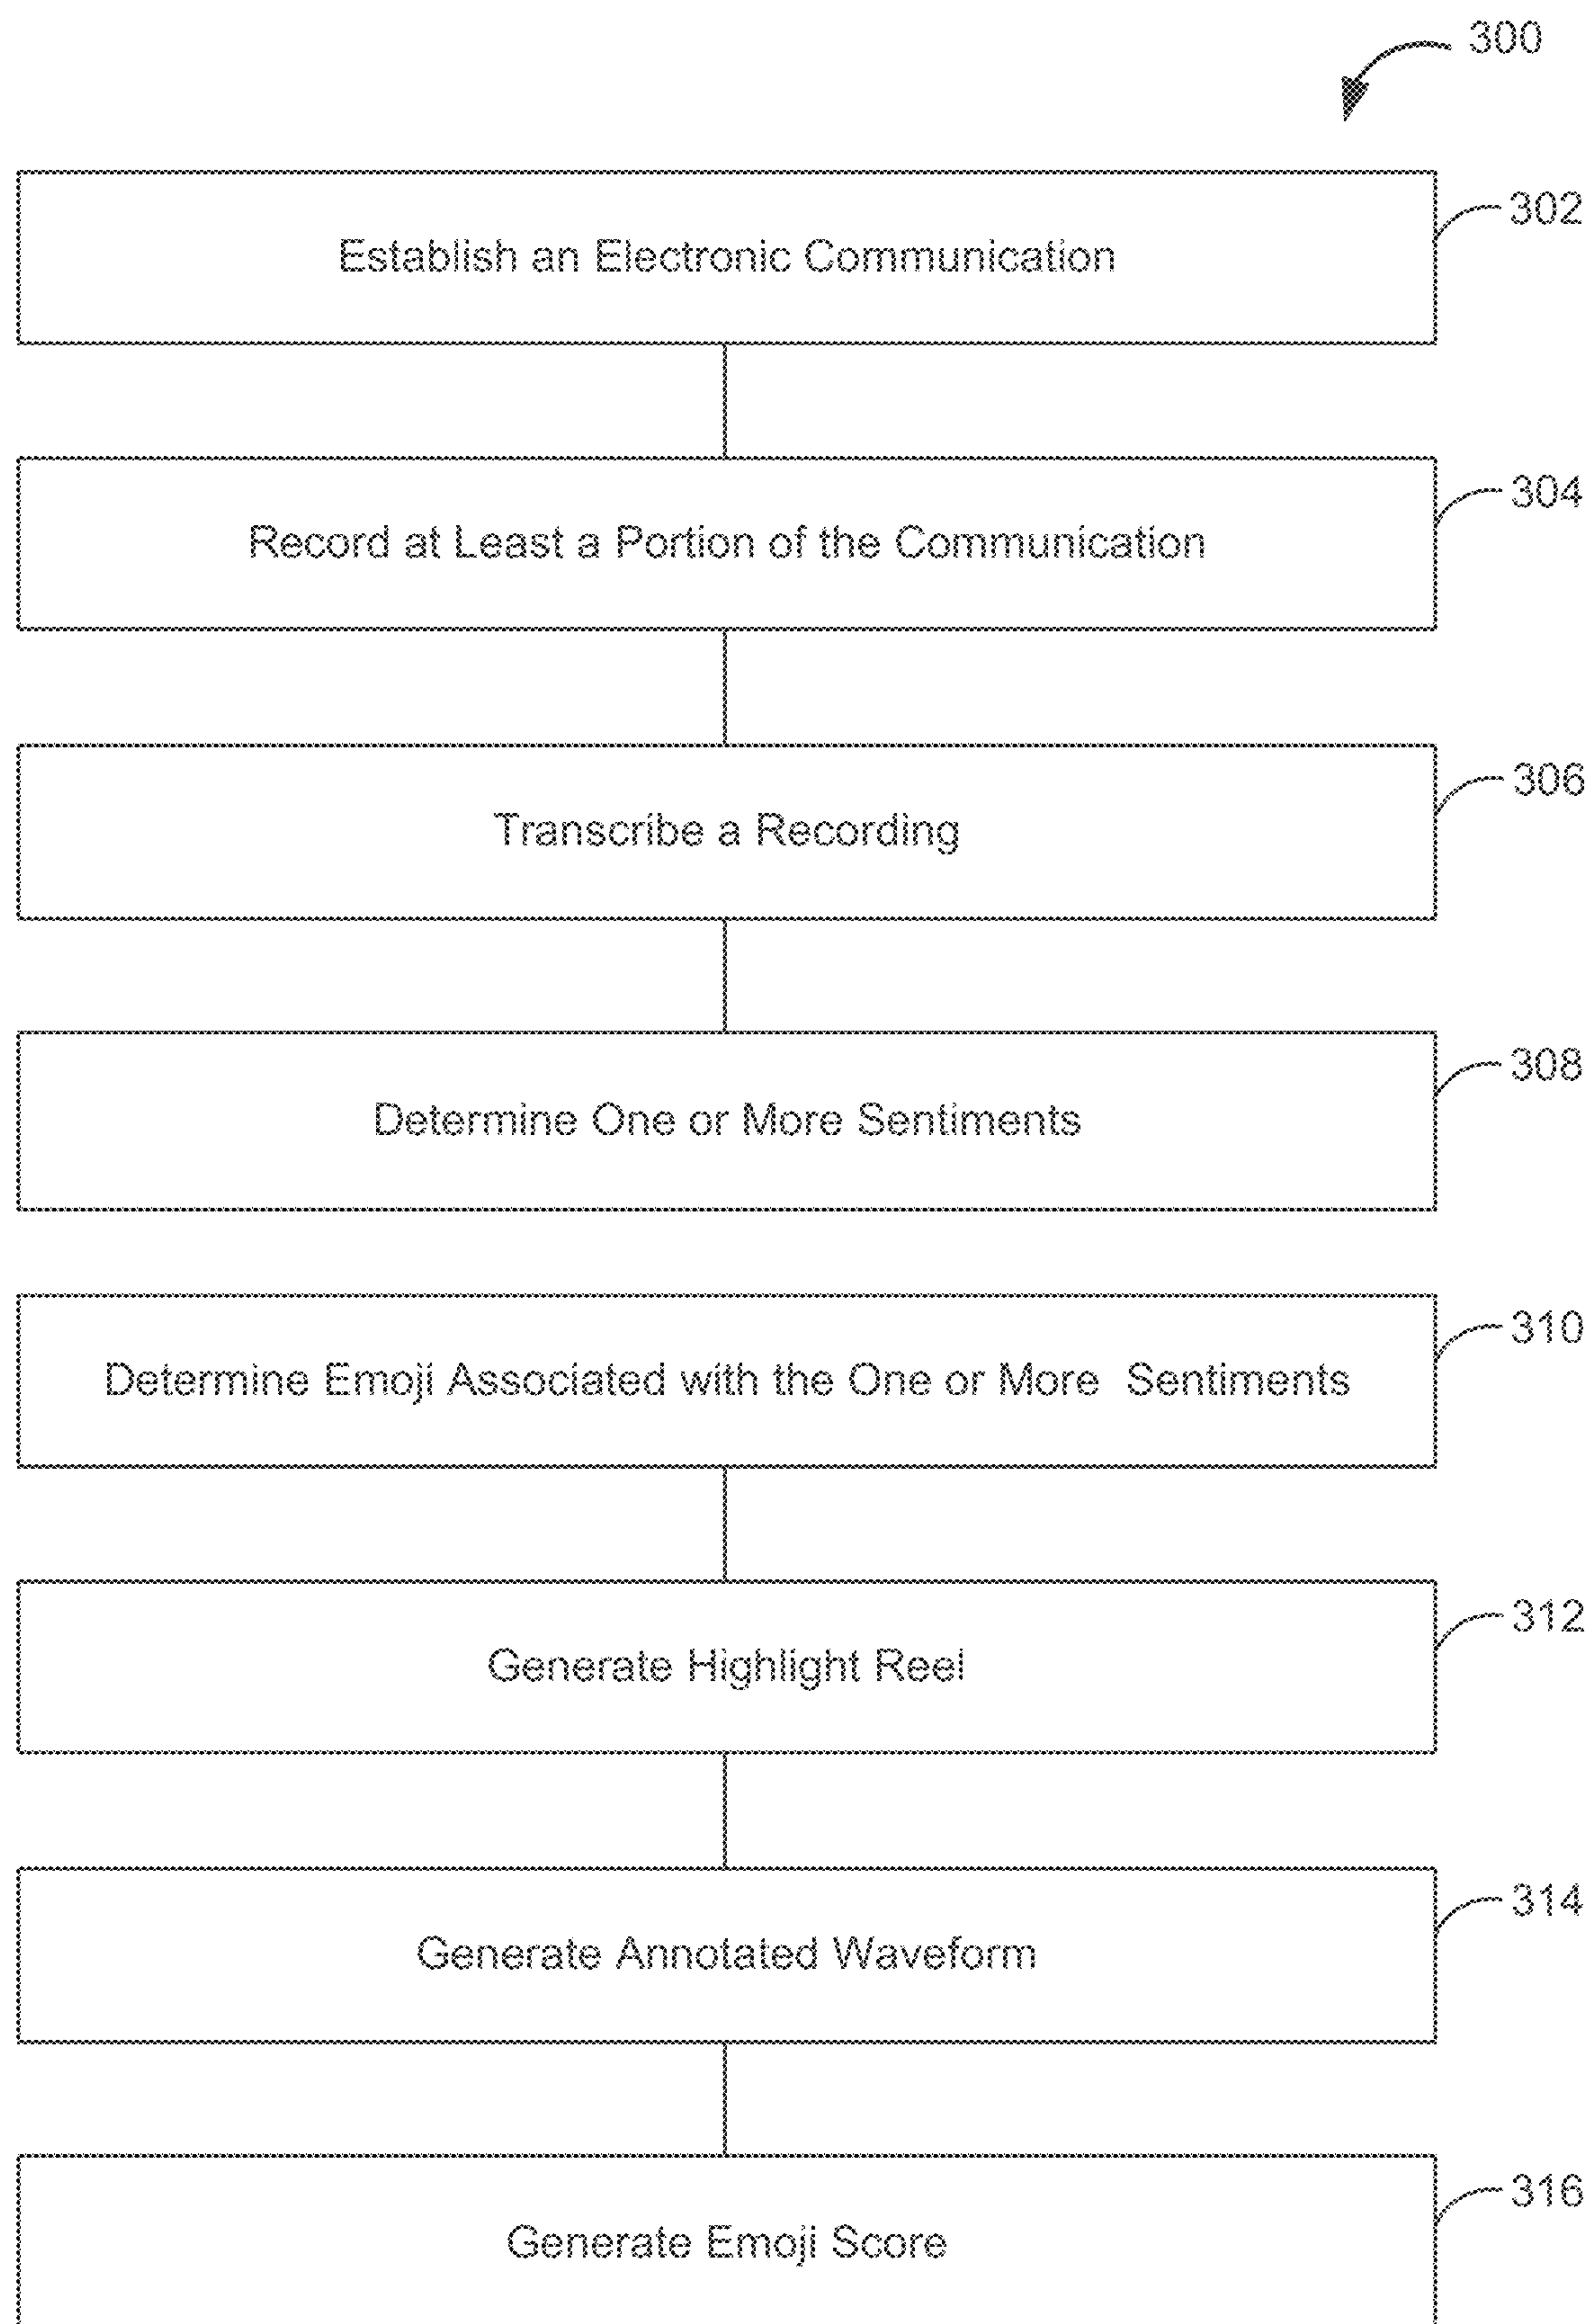 300
Establish an Electronic Communication
302
Record at Least a Portion of the Communication
304
Transcribe a Recording
306
Determine One or More Sentiments
308
Determine Emoji Associated with the One or More  Sentiments
310
Generate Highlight Reel
312
Generate Annotated Waveform
314
Generate Emoji Score
316